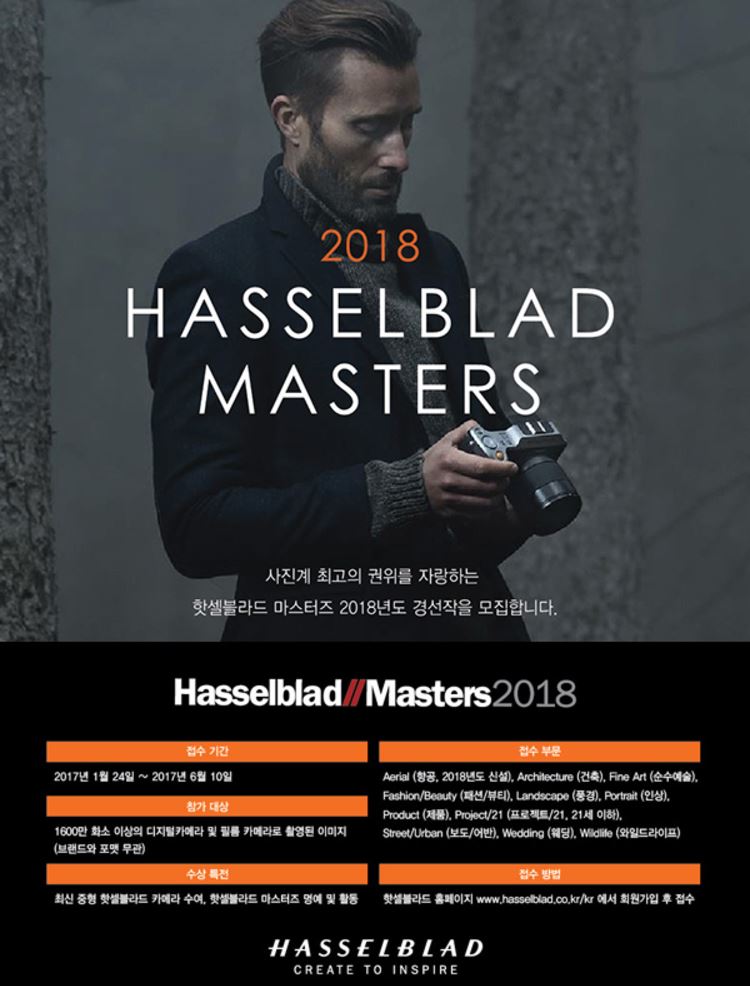 2018
HASSELBLAD
MASTERS
사진계 최고의 권위를 자랑하는
핫셀블라드 마스터즈 2018년도 경선작을 모집합니다.
Hasselblad//Masters2018
접수 기간
2017년 1월 24일 ~ 2017년 6월 10일
참가 대상
1600만 화소 이상의 디지털카메라 및 필름 카메라로 촬영된 이미지
(브랜드와 포맷 무관)
수상 특전
최신 중형 핫셀블라드 카메라 수여, 핫셀블라드 마스터즈 명예 및 활동
접수 부문
Aerial (항공, 2018년도 신설), Architecture (건축), Fine Art (순수예술),
Fashion/Beauty (패션/뷰티), Landscape (풍경), Portrait (인상),
Product (제품), Project/21 (프로젝트/21, 21세 이하),
Street/Urban (보도/어반), Wedding (웨딩), Wildlife (와일드라이프)
접수 방법
핫셀블라드 홈페이지 www.hasselblad.co.kr/kr 에서 회원가입 후 접수
HASSELBLAD
CREATE TO INSPIRE